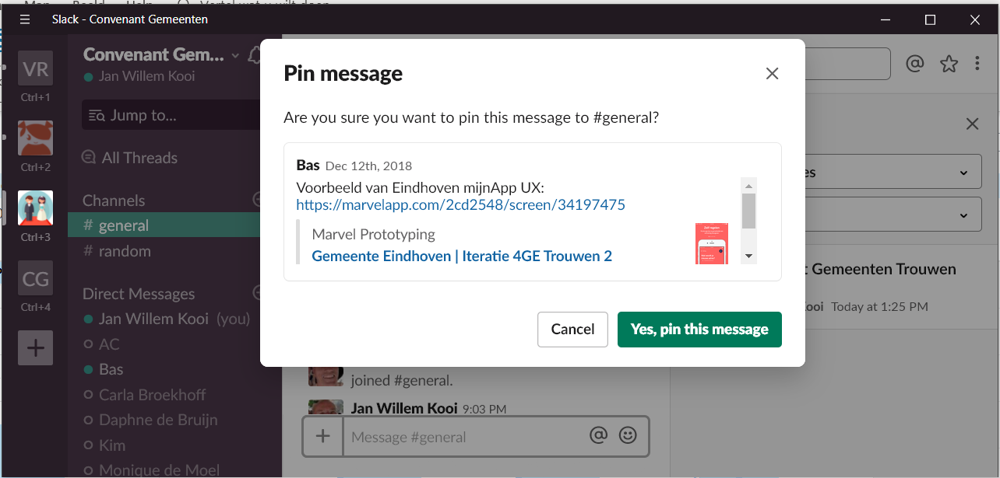 Slack - Convenant Gemeenten
VR
Ctrl+1
Ctrl+2
Ctrl+3
CG
Ctrl+4
Convenant Gem...
Jan Willem Kooi
Jump to...
All Threads
Channels
# general
# random
Direct Messages
Jan Willem Kooi (you)
AC
Bas
Carla Broekhoff
Daphne de Bruijn
Kim
Monique de Moel
Pin message
Are you sure you want to pin this message to #general?
Bas Dec 12th, 2018
Voorbeeld van Eindhoven mijnApp UX:
https://marvelapp.com/2cd2548/screen/34197475
Marvel Prototyping
Gemeente Eindhoven | Iteratie 4GE Trouwen 2
Cancel
Yes, pin this message
joined #general.
Jan Willem Kooi 9:03 PM
Message #general
es
t Gemeenten Trouwen
ooi Today at 1:25 PM